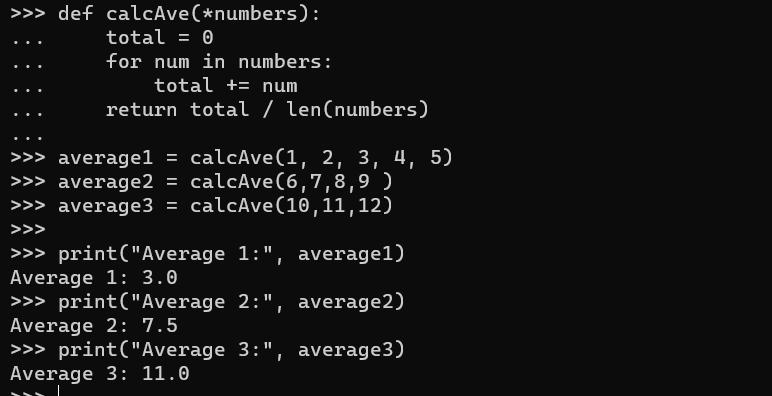 >>> def calcAve(*numbers):
...     total = 0
...     for num in numbers:
...         total += num
...     return total / len(numbers)
...
>>> average1 = calcAve(1, 2, 3, 4, 5)
>>> average2 = calcAve(6,7,8,9 )
>>> average3 = calcAve(10,11,12)
>>>
>>> print("Average 1:", average1)
Average 1: 3.0
>>> print("Average 2:", average2)
Average 2: 7.5
>>> print("Average 3:", average3)
Average 3: 11.0
>>>